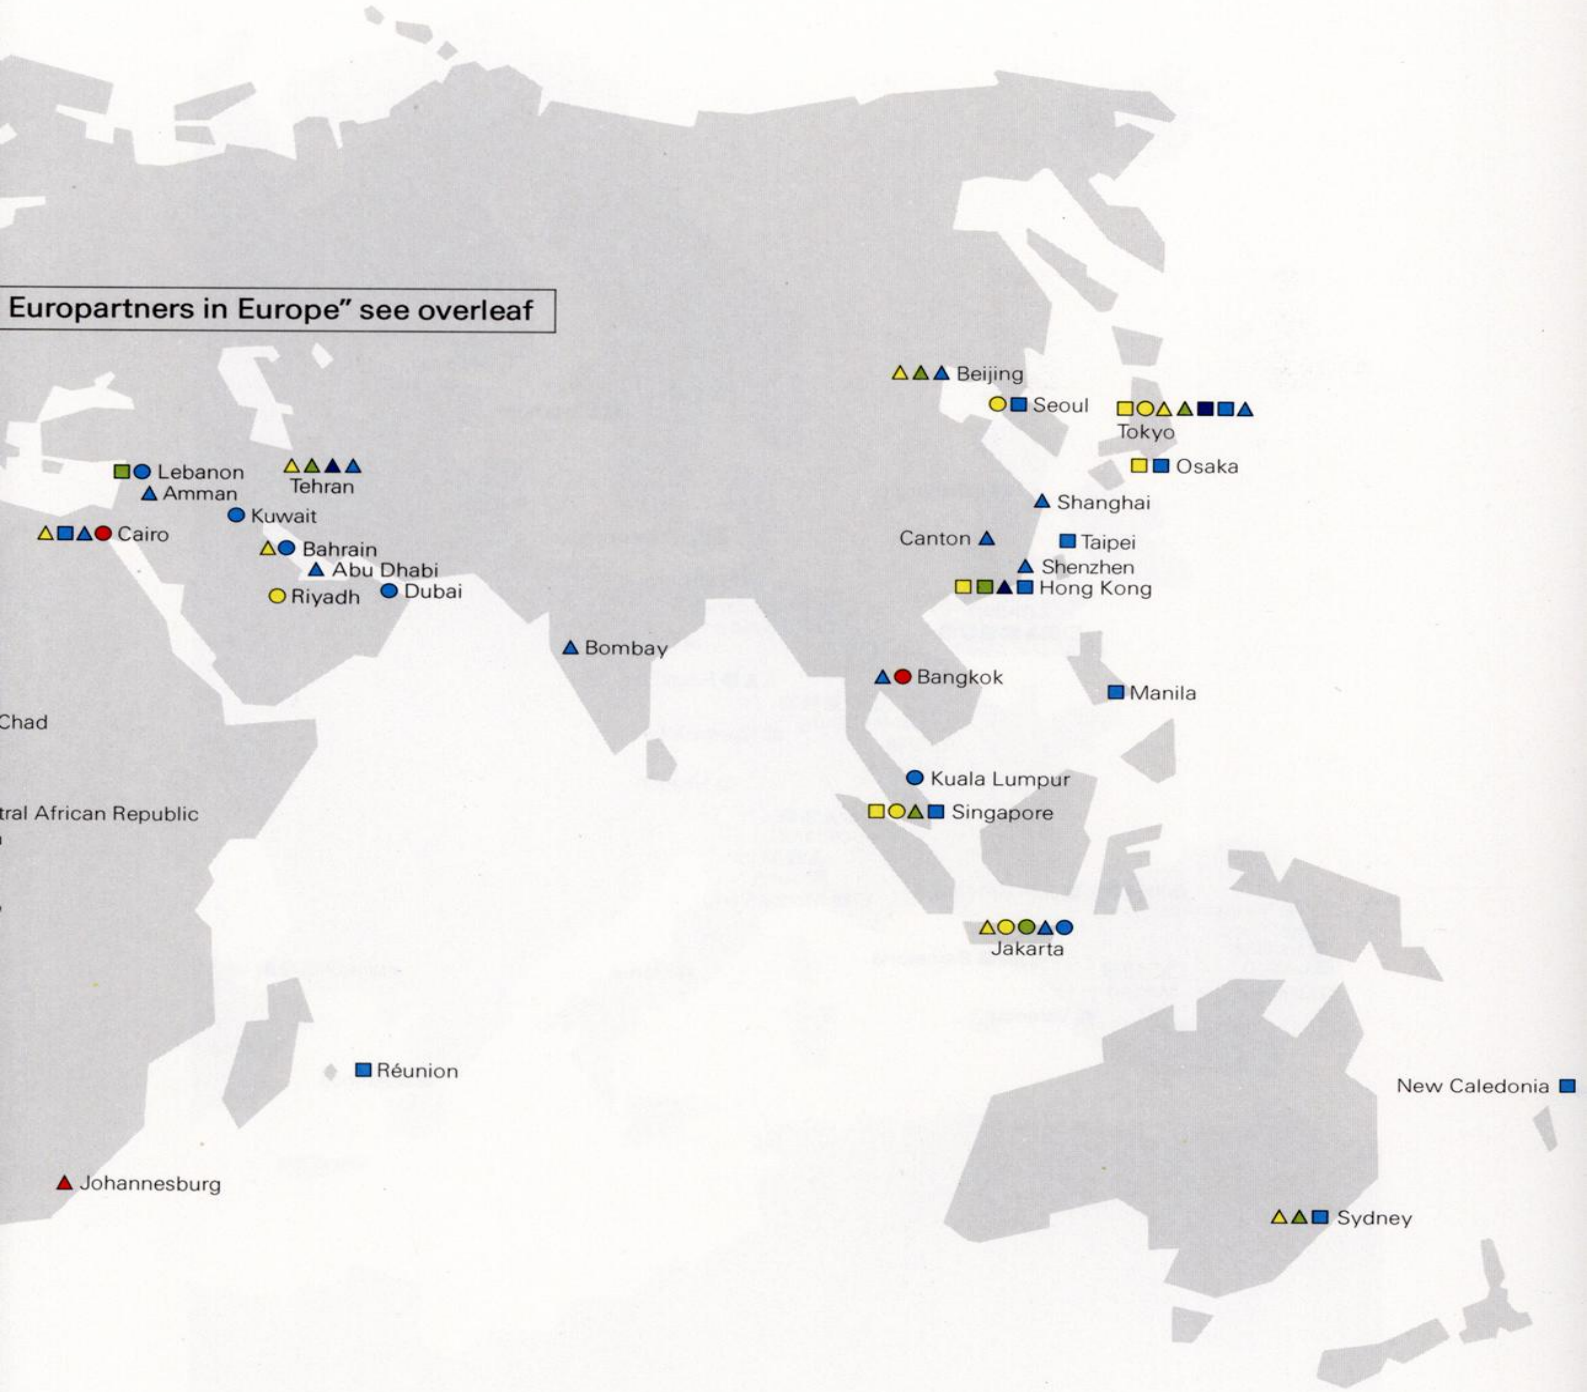 Europartners in Europe” see overleaf
Beijing
Seoul
Tokyo
Osaka
Lebanon
Tehran
Amman
Kuwait
Shanghai
Cairo
Canton
Taipei
Bahrain
Abu Dhabi
Shenzhen
Riyadh
Dubai
Hong Kong
Bombay
Bangkok
Manila
Chad
Kuala Lumpur
tral African Republic
Singapore
Jakarta
Réunion
New Caledonia
Johannesburg
Sydney